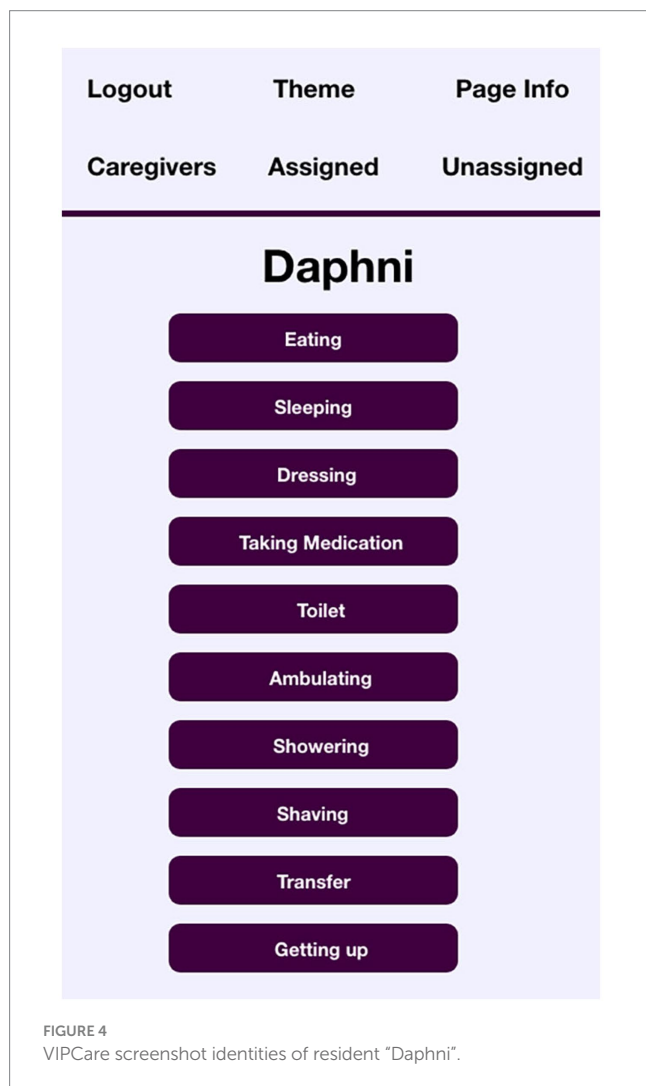 Logout Theme Page Info
Caregivers Assigned Unassigned
Daphni
Eating
Sleeping
Dressing
Taking Medication
Toilet
Ambulating
Showering
Shaving
Transfer
Getting up
FIGURE 4
VIPCare screenshot identities of resident “Daphni”.